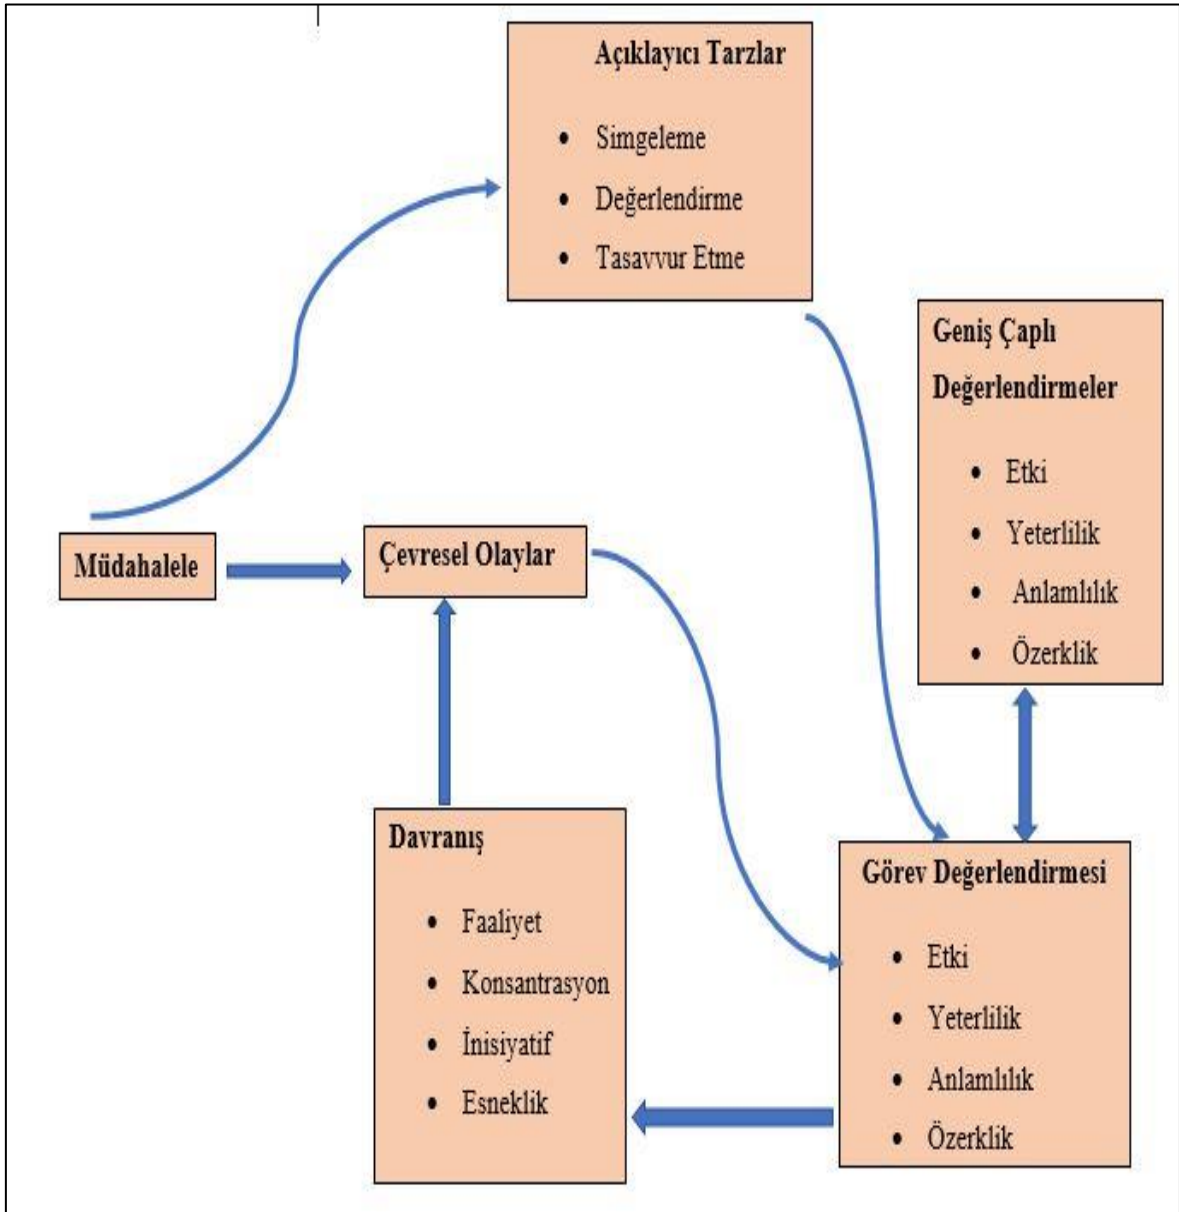 Açıklayıcı Tarzlar
• Simgeleme
• Değerlendirme
• Tasavvur Etme
Geniş Çaplı
Değerlendirmeler
• Etki
• Yeterlilik
• Anlamlılık
• Özerklik
Müdahalele
Çevresel Olaylar
Davranış
• Faaliyet
• Konsantrasyon
• İnisiyatif
• Esneklik
Görev Değerlendirmesi
• Etki
• Yeterlilik
• Anlamlılık
• Özerklik